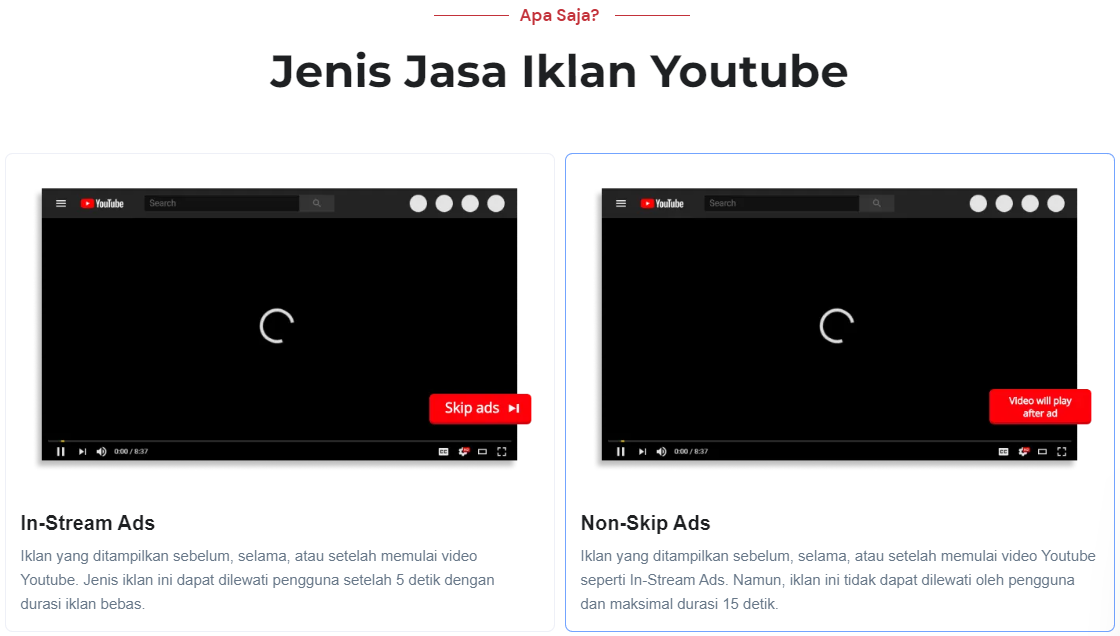 Apa Saja?
Jenis Jasa Iklan Youtube
YouTube
Search
Skip ads
0:00 / 8:37
CC
In-Stream Ads
Iklan yang ditampilkan sebelum, selama, atau setelah memulai video
Youtube. Jenis iklan ini dapat dilewati pengguna setelah 5 detik dengan
durasi iklan bebas.
YouTube
Search
Video will play
after ad
0:00 / 8:37
CC
Non-Skip Ads
Iklan yang ditampilkan sebelum, selama, atau setelah memulai video Youtube
seperti In-Stream Ads. Namun, iklan ini tidak dapat dilewati oleh pengguna
dan maksimal durasi 15 detik.